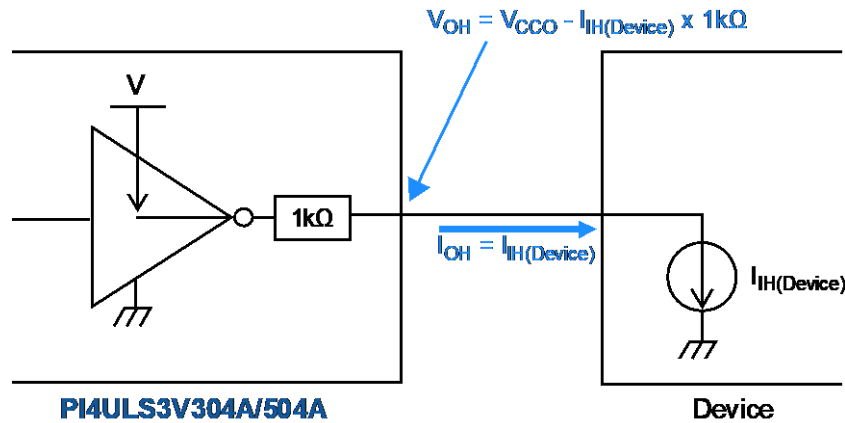 V_OH = V_CCO - I_IH(Device) x 1kΩ
V
1kΩ
I_OH = I_IH(Device)
I_IH(Device)
PI4ULS3V304A/504A
Device